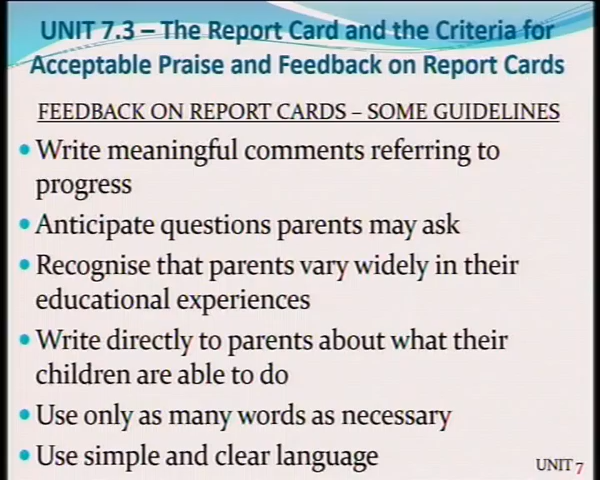 UNIT 7.3 – The Report Card and the Criteria for
Acceptable Praise and Feedback on Report Cards
FEEDBACK ON REPORT CARDS – SOME GUIDELINES
• Write meaningful comments referring to
progress
• Anticipate questions parents may ask
• Recognise that parents vary widely in their
educational experiences
• Write directly to parents about what their
children are able to do
• Use only as many words as necessary
• Use simple and clear language
UNIT 7